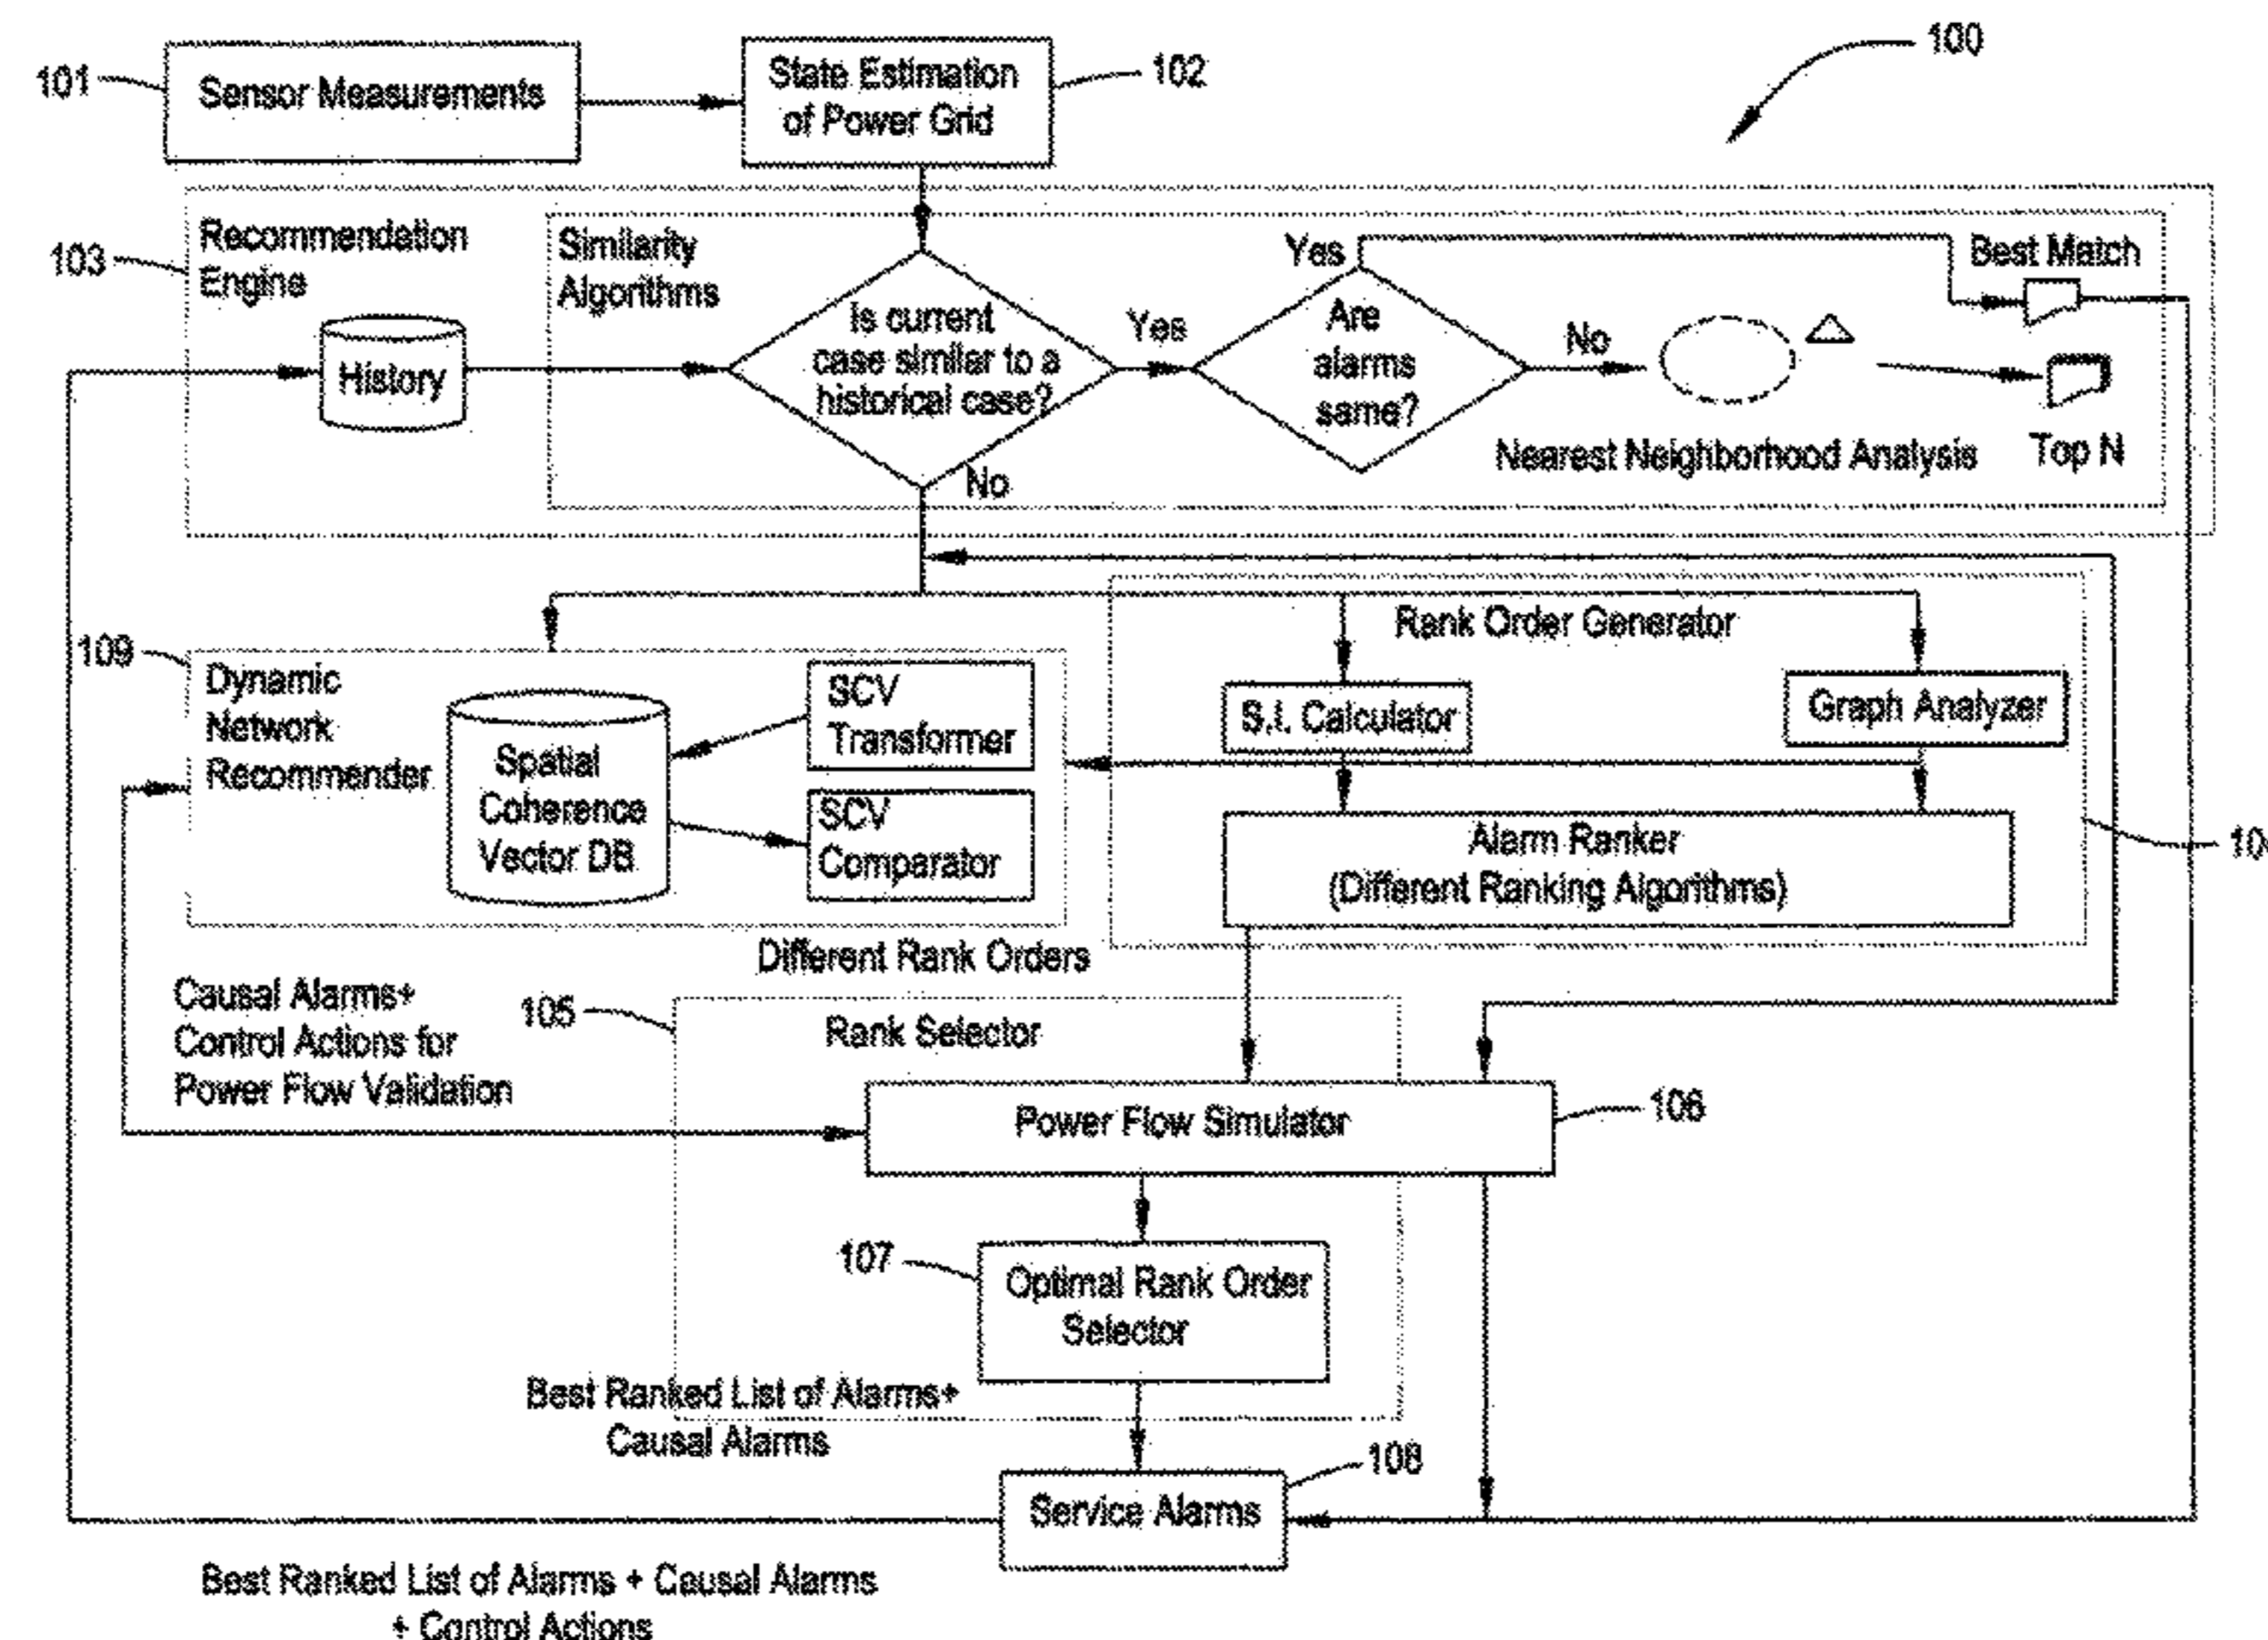 100
101
Sensor Measurements
State Estimation
of Power Grid
102
103
Recommendation
Engine
History
Similarity
Algorithms
Is current
case similar to a
historical case?
Yes
No
Yes
Are
alarms
same?
No
Best Match
Nearest Neighborhood Analysis
Top N
109
Dynamic
Network
Recommender
Spatial
Coherence
Vector DB
SCV
Transformer
SCV
Comparator
Rank Order Generator
S.I. Calculator
Graph Analyzer
Alarm Ranker
(Different Ranking Algorithms)
Different Rank Orders
Causal Alarms+
Control Actions for
Power Flow Validation
105
Rank Selector
Power Flow Simulator
106
107
Optimal Rank Order
Selector
Best Ranked List of Alarms+
Causal Alarms
108
Service Alarms
Best Ranked List of Alarms + Causal Alarms
+ Control Actions